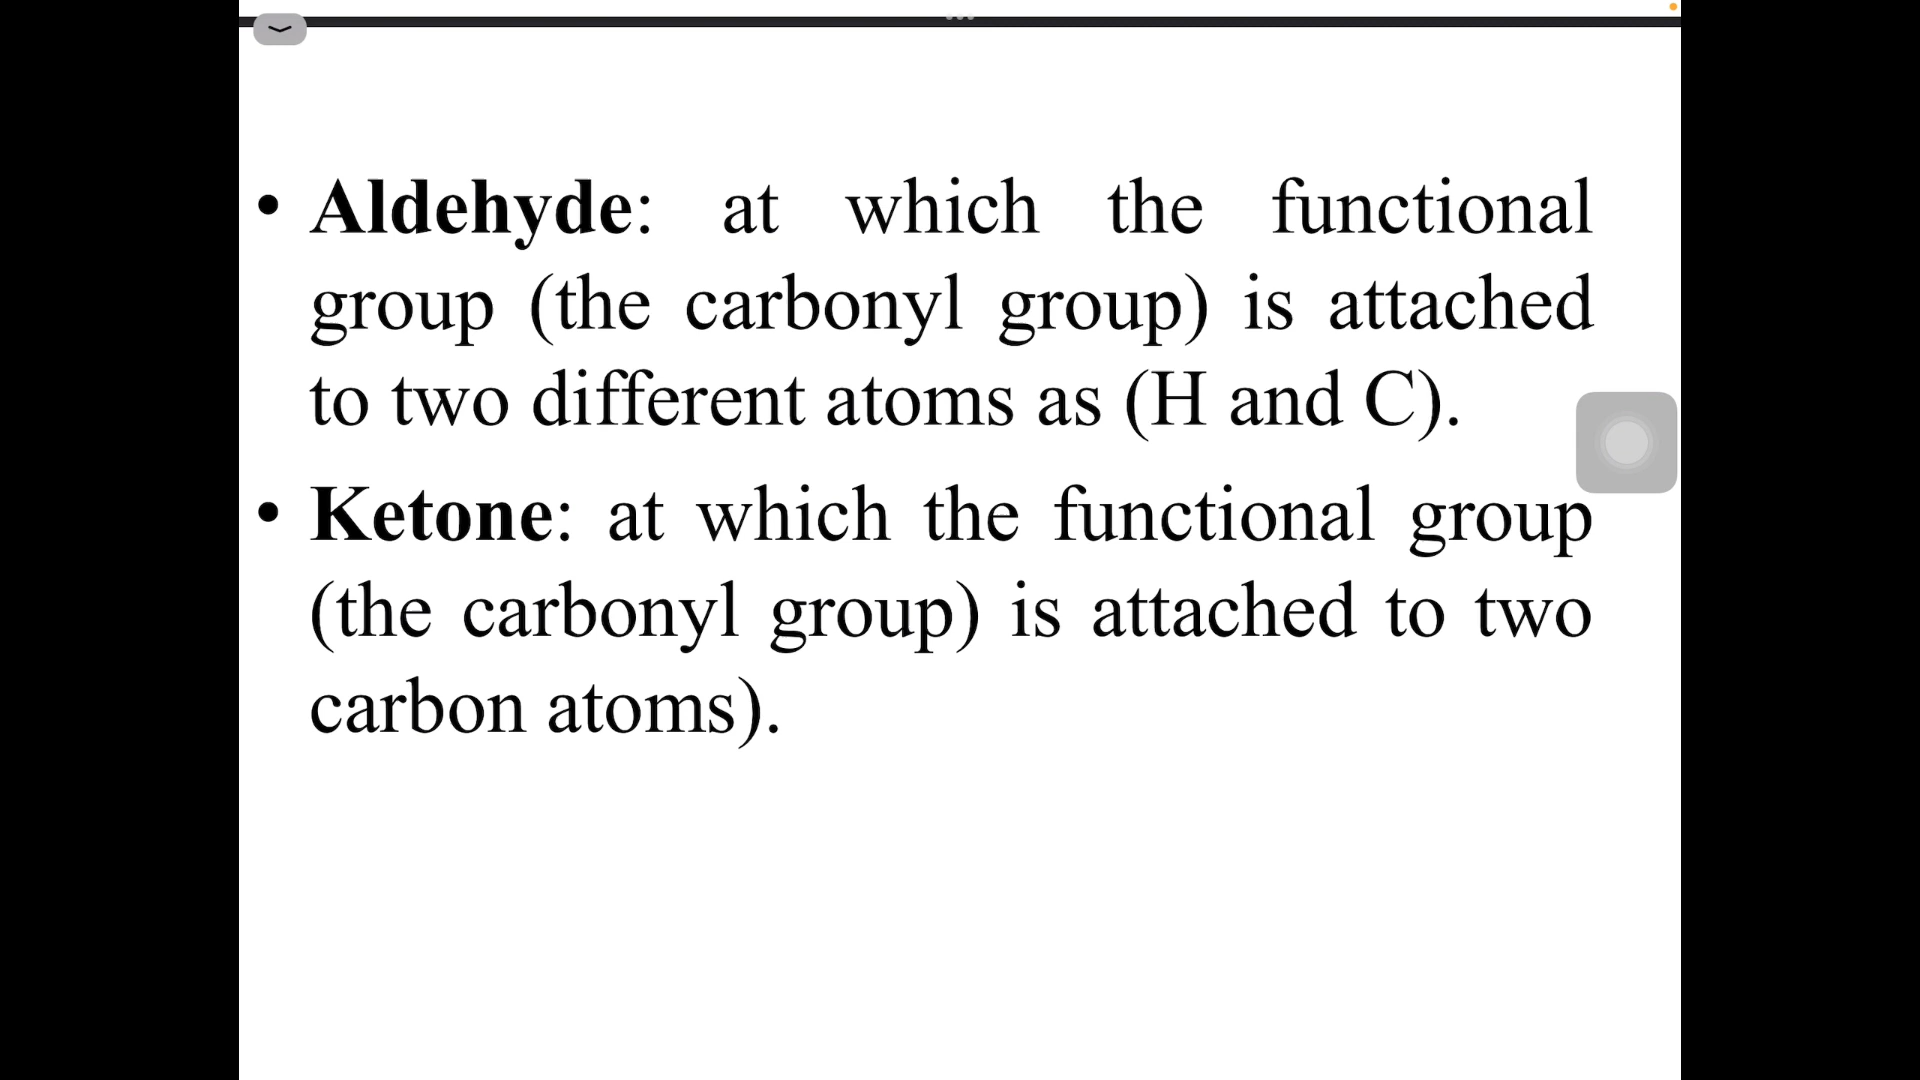 • Aldehyde: at which the functional
group (the carbonyl group) is attached
to two different atoms as (H and C).
• Ketone: at which the functional group
(the carbonyl group) is attached to two
carbon atoms).